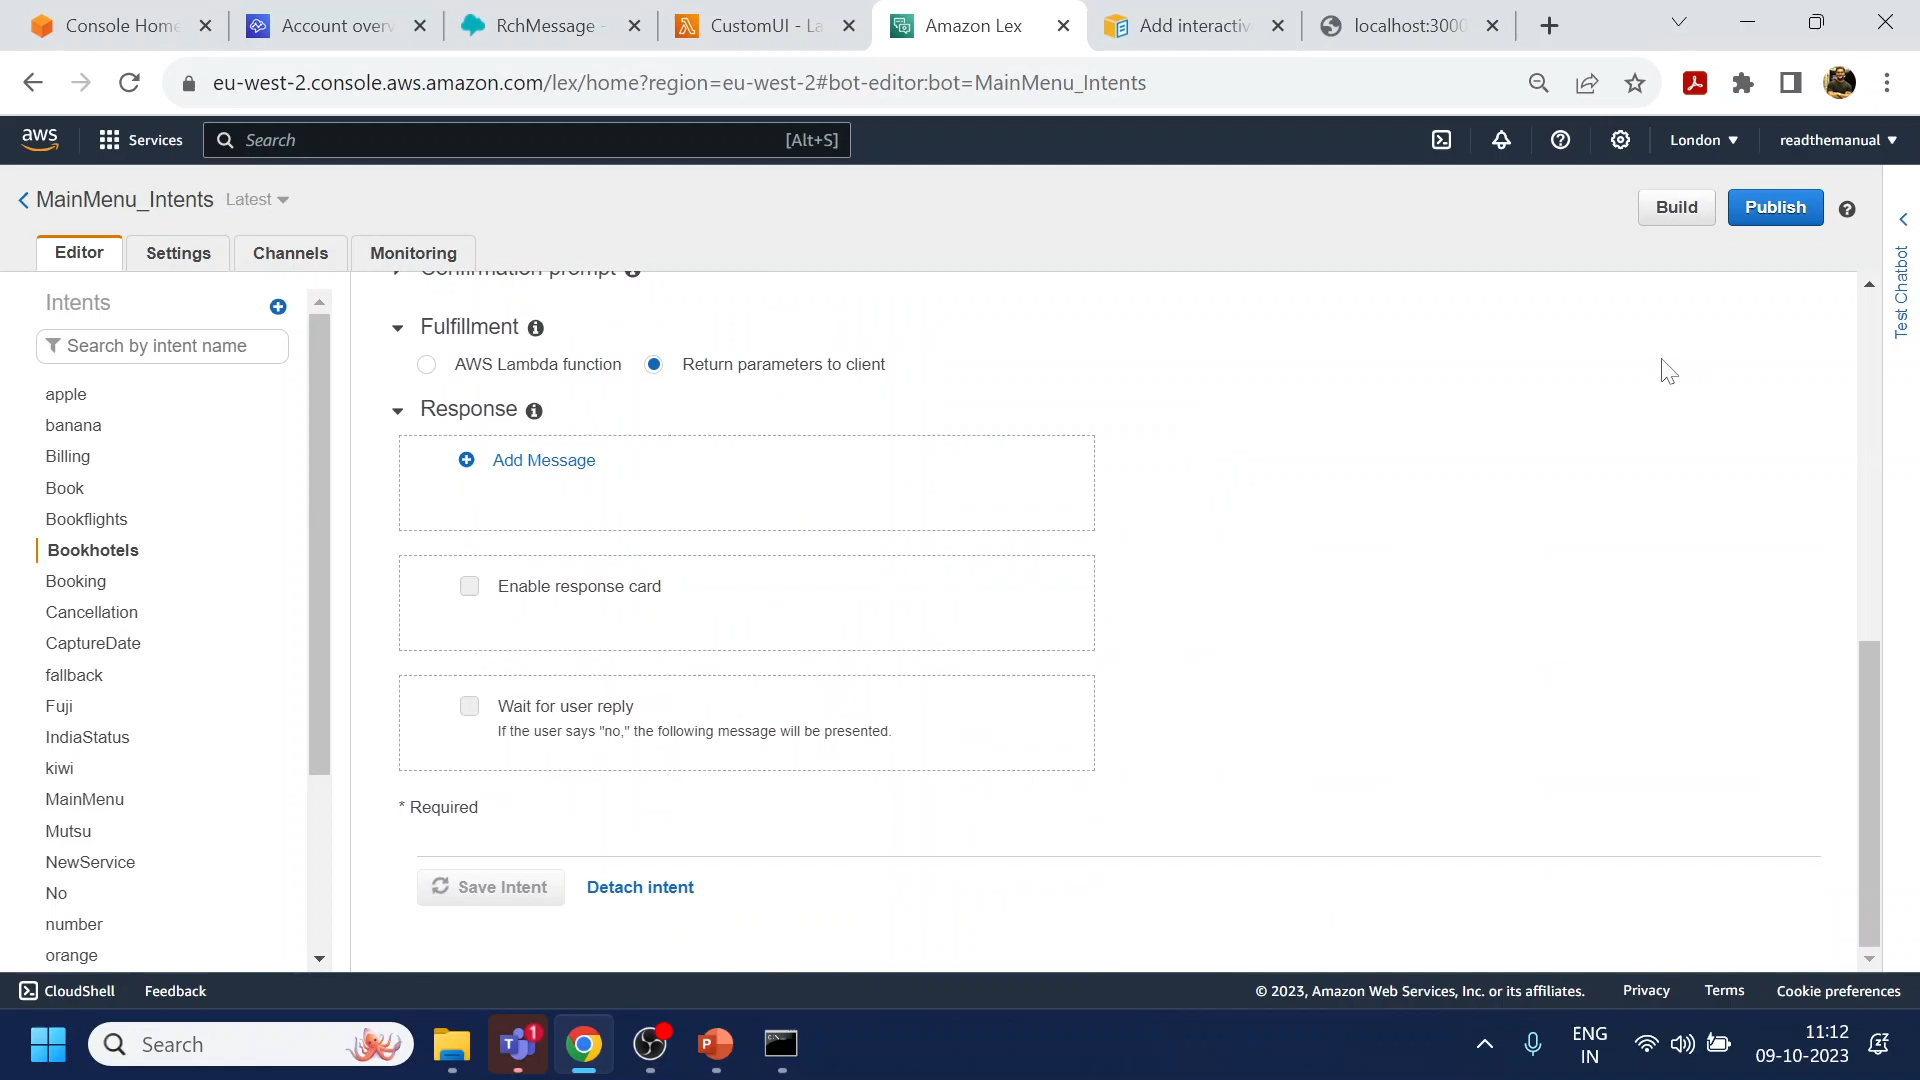 Console Home
Account overv
RchMessage -
CustomUI - La
Amazon Lex
Add interactiv
localhost:3000
eu-west-2.console.aws.amazon.com/lex/home?region=eu-west-2#bot-editor:bot=MainMenu_Intents
aws
Services
Search
[Alt+S]
London
readthemanual
MainMenu_Intents
Latest
Build
Publish
Editor
Settings
Channels
Monitoring
Test Chatbot
Intents
Search by intent name
apple
banana
Billing
Book
Bookflights
Bookhotels
Booking
Cancellation
CaptureDate
fallback
Fuji
IndiaStatus
kiwi
MainMenu
Mutsu
NewService
No
number
orange
Confirmation prompt
Fulfillment
AWS Lambda function
Return parameters to client
Response
Add Message
Enable response card
Wait for user reply
If the user says "no," the following message will be presented.
* Required
Save Intent
Detach intent
CloudShell
Feedback
© 2023, Amazon Web Services, Inc. or its affiliates.
Privacy
Terms
Cookie preferences
Search
1
ENG
IN
11:12
09-10-2023